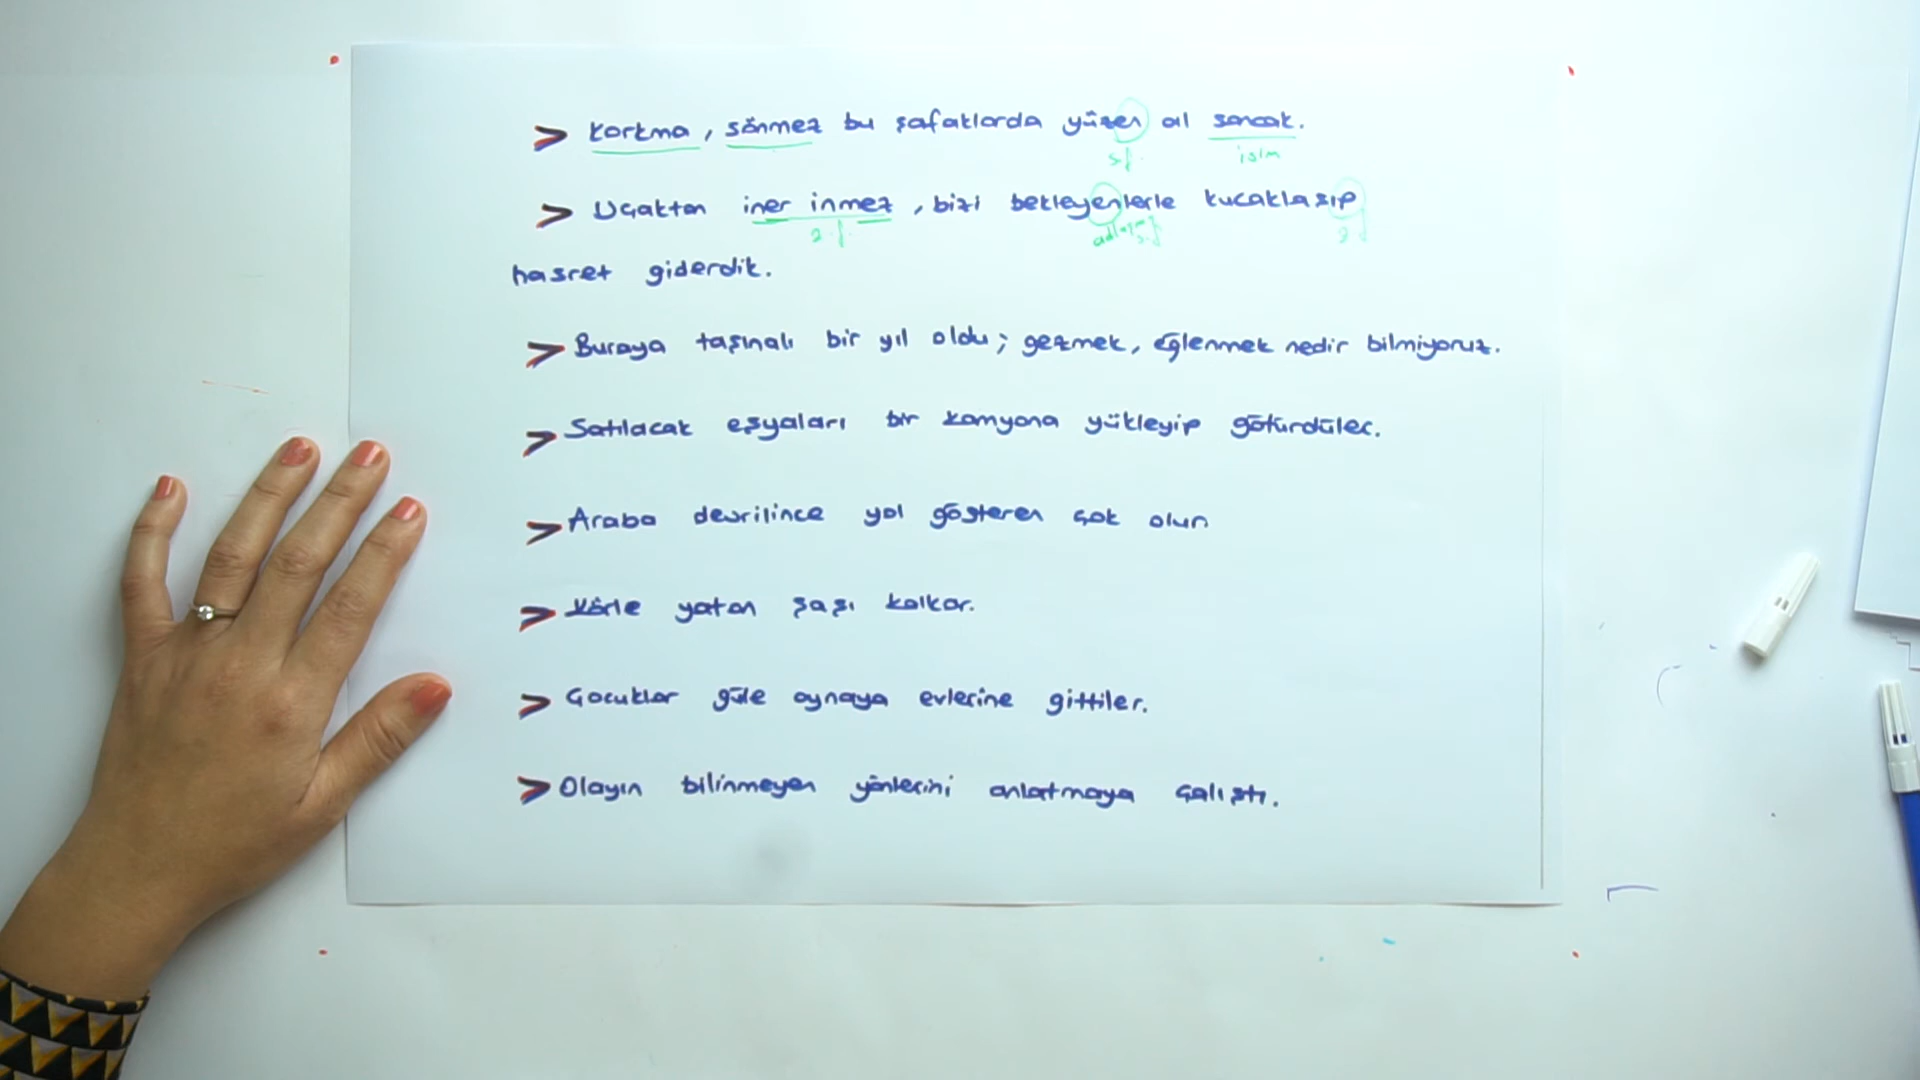 > Korkma, sönmez bu şafaklarda yüzen al sancak.
s.f. isim
> Uçaktan iner inmez, bizi bekleyenlerle kucaklaşıp
z.f. adlaşmış s.f. z.f
hasret giderdik.
> Buraya taşınalı bir yıl oldu; gezmek, eğlenmek nedir bilmiyoruz.
> Satılacak eşyaları bir kamyona yükleyip götürdüler.
> Araba devrilince yol gösteren çok olur
> Körle yatan şaşı kalkar.
> Çocuklar güle oynaya evlerine gittiler.
> Olayın bilinmeyen yönlerini anlatmaya çalıştı.